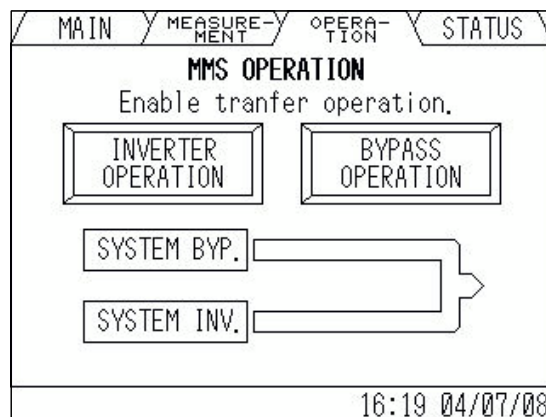 MAIN
MEASURE-
MENT
OPERA-
TION
STATUS
MMS OPERATION
Enable tranfer operation.
INVERTER
OPERATION
BYPASS
OPERATION
SYSTEM BYP.
SYSTEM INV.
16:19 04/07/08